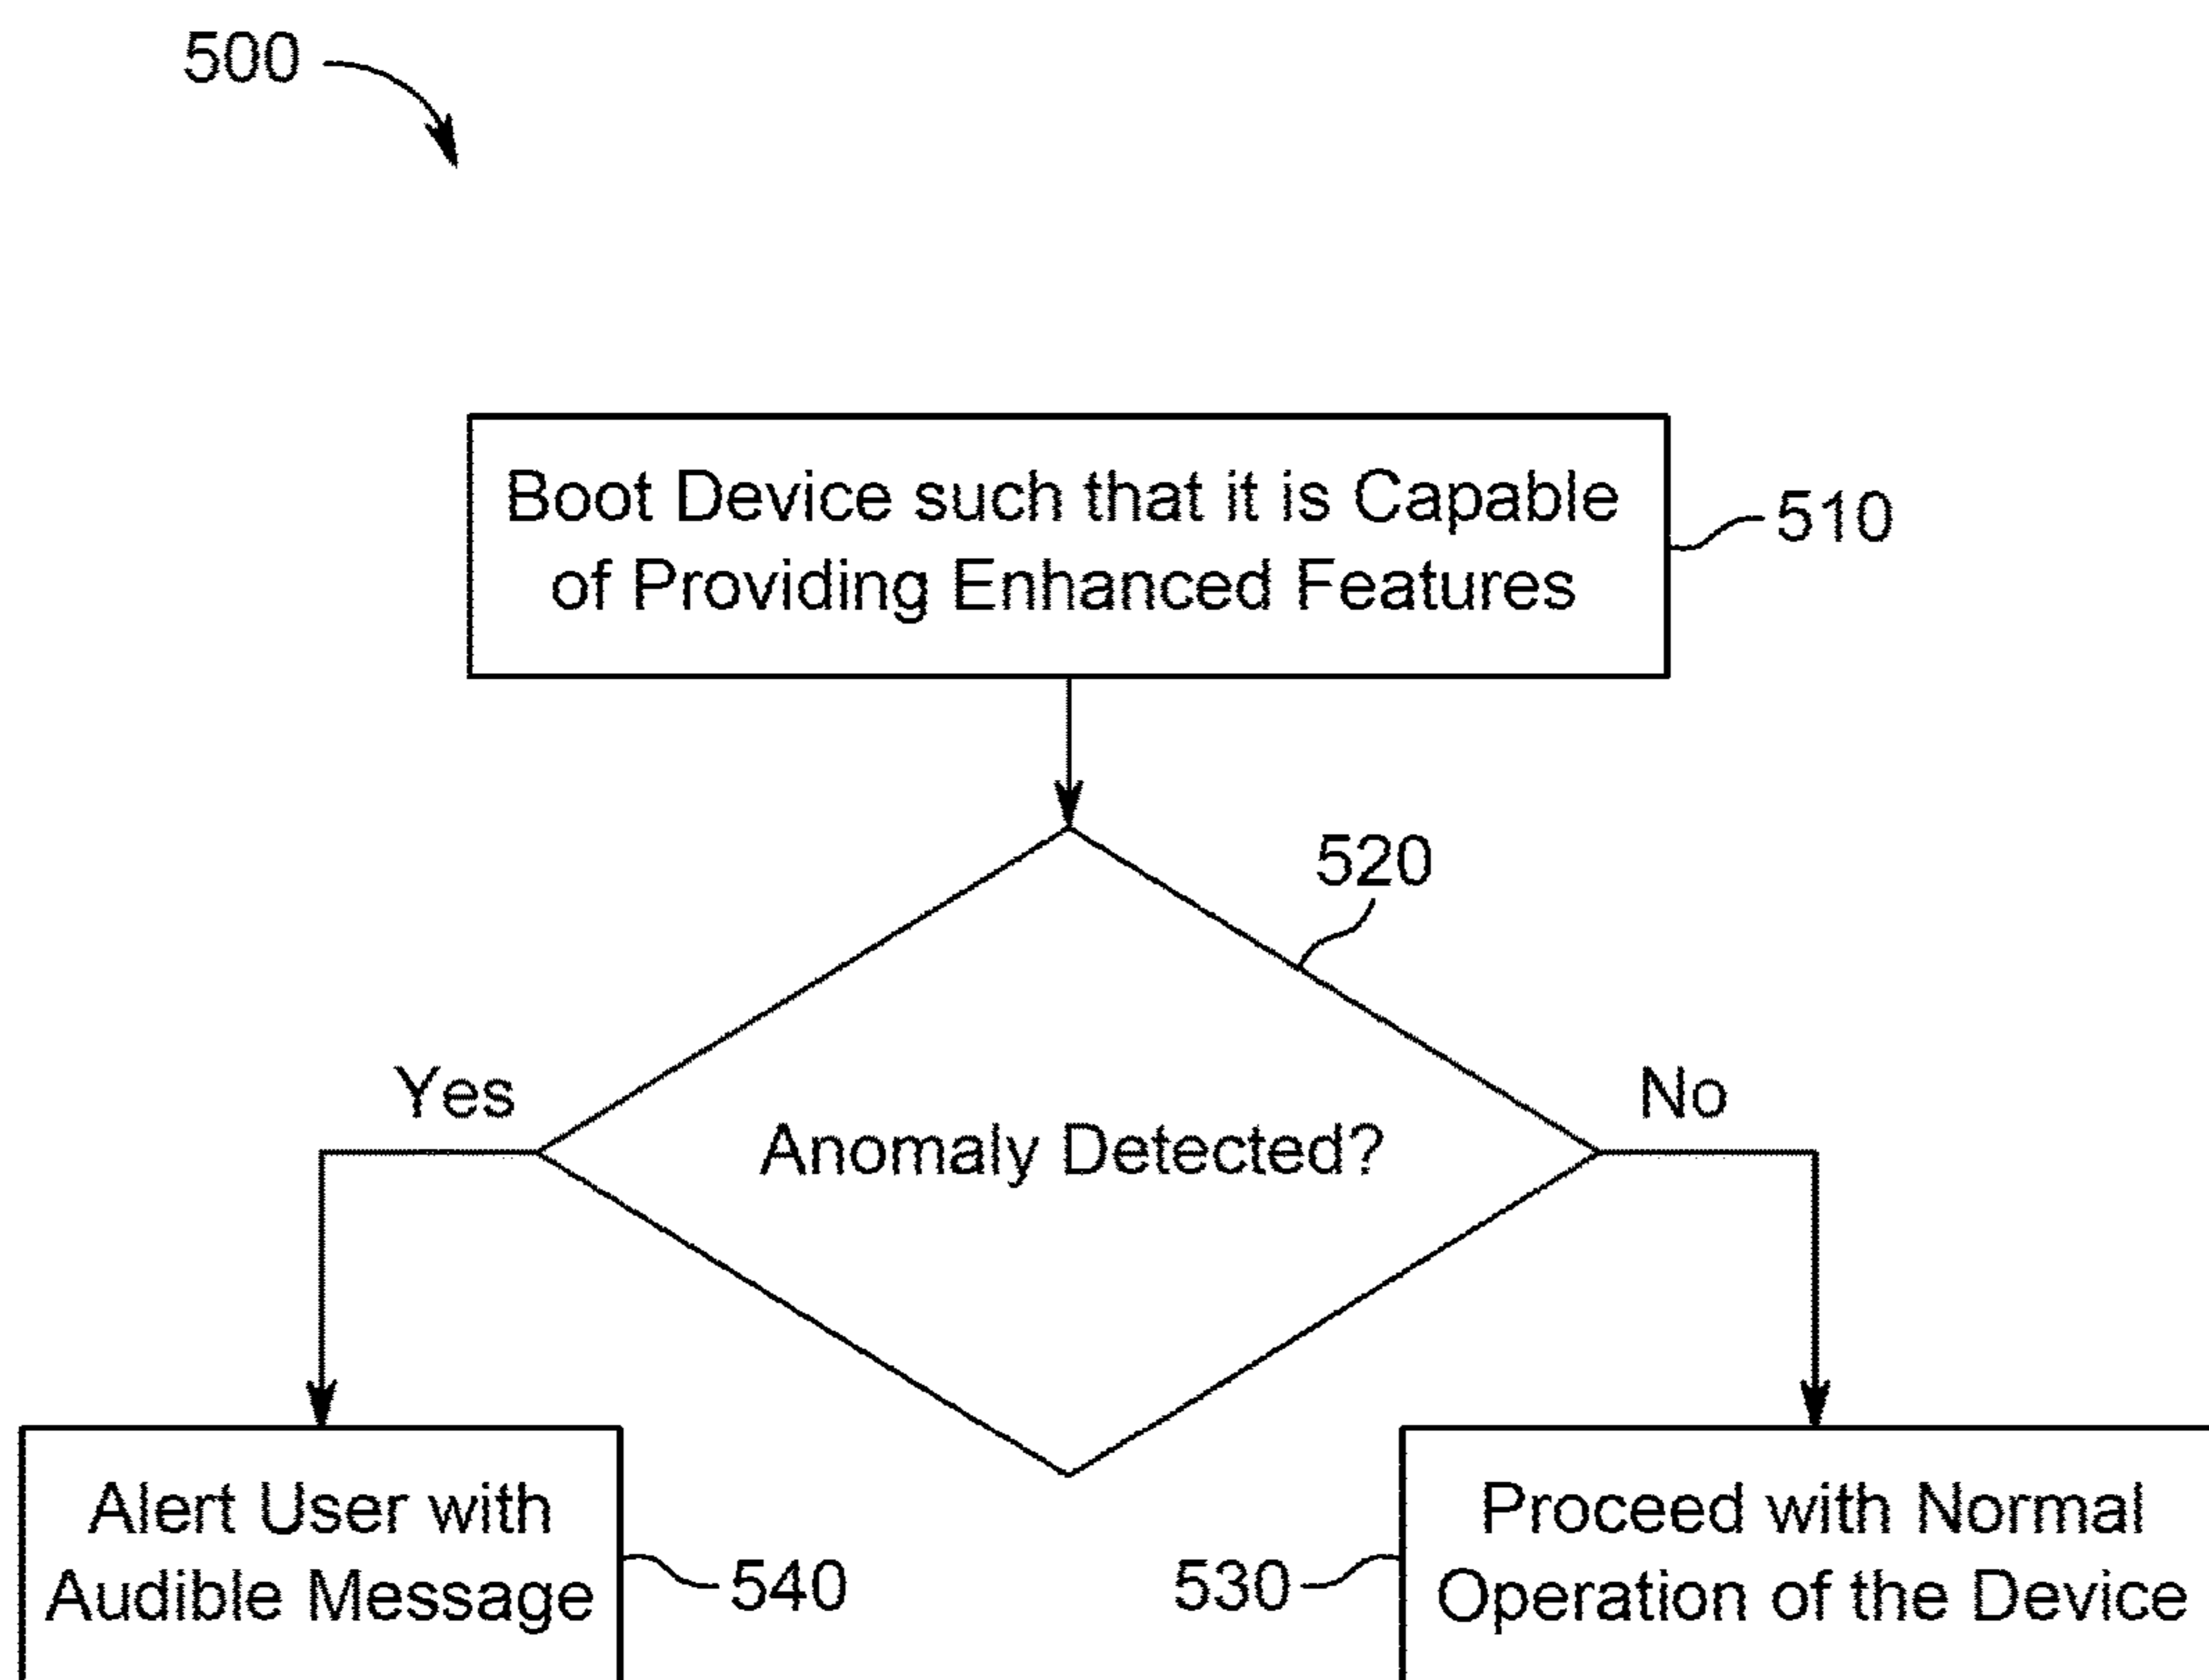 500
Boot Device such that it is Capable
of Providing Enhanced Features
510
520
Yes
No
Anomaly Detected?
Alert User with
Audible Message
540
530
Proceed with Normal
Operation of the Device